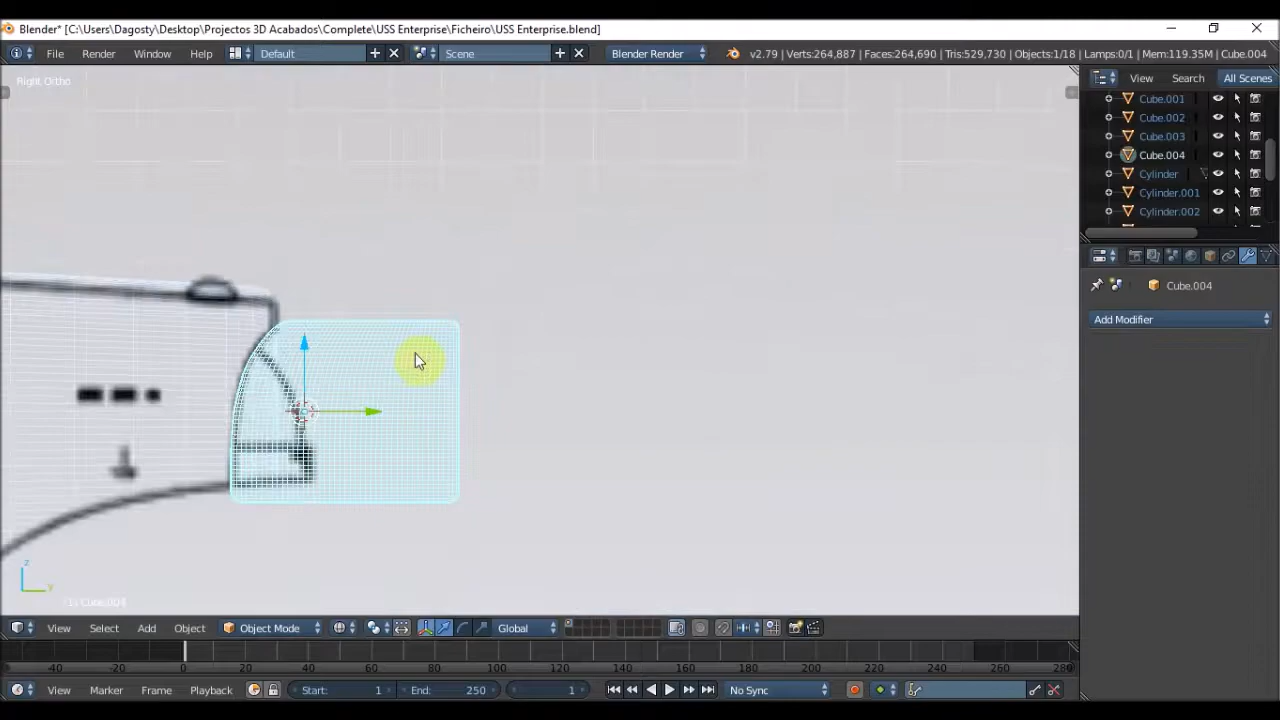 Blender* [C:\Users\Dagosty\Desktop\Projectos 3D Acabados\Complete\USS Enterprise\Ficheiro\USS Enterprise.blend]
File Render Window Help Default Scene Blender Render v2.79 | Verts:264,887 | Faces:264,690 | Tris:529,730 | Objects:1/18 | Lamps:0/1 | Mem:119.35M | Cube.004
Right Ortho
View Search All Scenes
Cube.001
Cube.002
Cube.003
Cube.004
Cylinder
Cylinder.001
Cylinder.002
Cube.004
Add Modifier
z
y
(1) Cube.004
View Select Add Object Object Mode Global
-40 -20 0 20 40 60 80 100 120 140 160 180 200 220 240 260 280
View Marker Frame Playback Start: 1 End: 250 1 No Sync